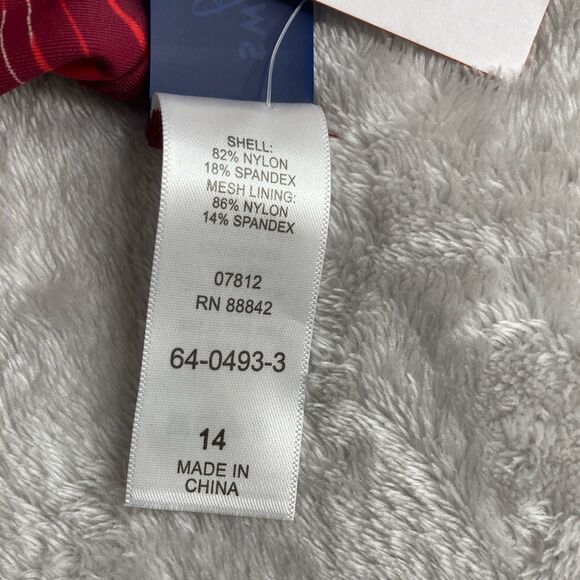 SHELL:
82% NYLON
18% SPANDEX
MESH LINING:
86% NYLON
14% SPANDEX
07812
RN 88842
64-0493-3
14
MADE IN
CHINA